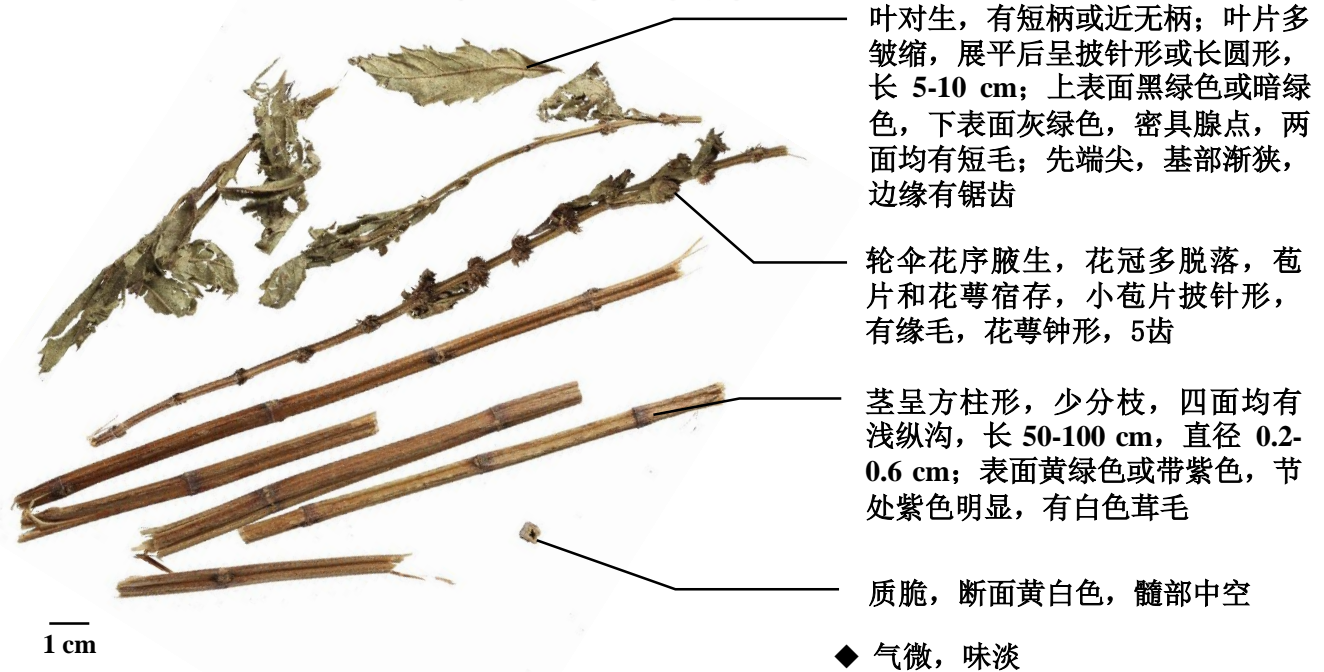 叶对生，有短柄或近无柄；叶片多
皱缩，展平后呈披针形或长圆形，
长 5-10 cm；上表面黑绿色或暗绿
色，下表面灰绿色，密具腺点，两
面均有短毛；先端尖，基部渐狭，
边缘有锯齿
轮伞花序腋生，花冠多脱落，苞
片和花萼宿存，小苞片披针形，
有缘毛，花萼钟形，5齿
茎呈方柱形，少分枝，四面均有
浅纵沟，长 50-100 cm，直径 0.2-
0.6 cm；表面黄绿色或带紫色，节
处紫色明显，有白色茸毛
质脆，断面黄白色，髓部中空
1 cm
◆ 气微，味淡